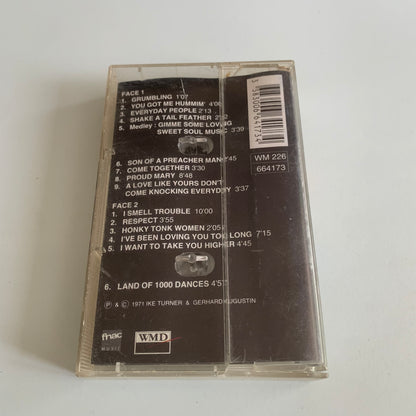 FACE 1
1. GRUMBLING 1'07
2. YOU GOT ME HUMMIM' 4'06
3. EVERYDAY PEOPLE 2'13
4. SHAKE A TAIL FEATHER 2'02
5. Medley : GIMME SOME LOVING
SWEET SOUL MUSIC 3'39
6. SON OF A PREACHER MAN 45
7. COME TOGETHER 3'30
8. PROUD MARY 8'48
9. A LOVE LIKE YOURS DON'T
COME KNOCKING EVERYDAY 3'37
FACE 2
1. I SMELL TROUBLE 10'00
2. RESPECT 3'55
3. HONKY TONK WOMEN 2'05
4. I'VE BEEN LOVING YOU TOO LONG 7'15
5. I WANT TO TAKE YOU HIGHER 4'45
6. LAND OF 1000 DANCES
Ⓟ & © 1971 IKE TURNER & GERHARD AUGUSTIN
fnac
MUSIC
WMD
WM 226
664173